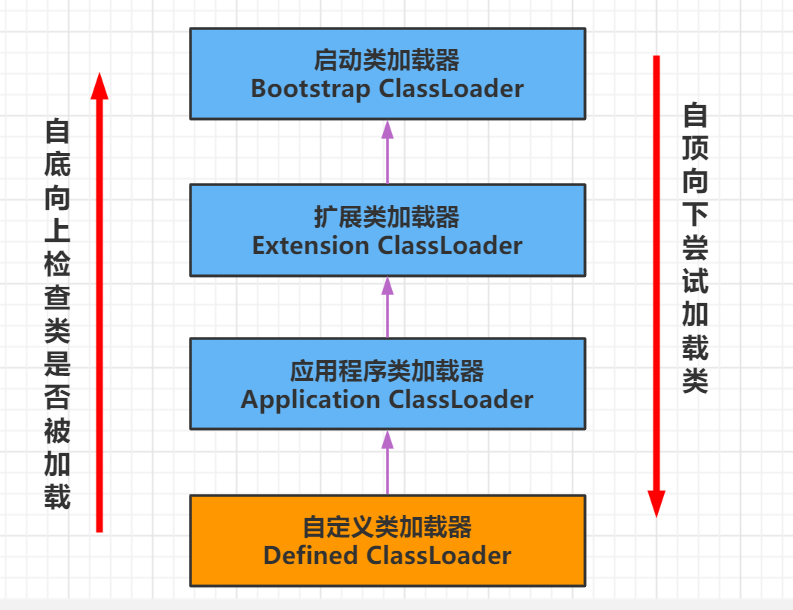 启动类加载器
Bootstrap ClassLoader
扩展类加载器
Extension ClassLoader
应用程序类加载器
Application ClassLoader
自定义类加载器
Defined ClassLoader
自底向上检查类是否被加载
自顶向下尝试加载类